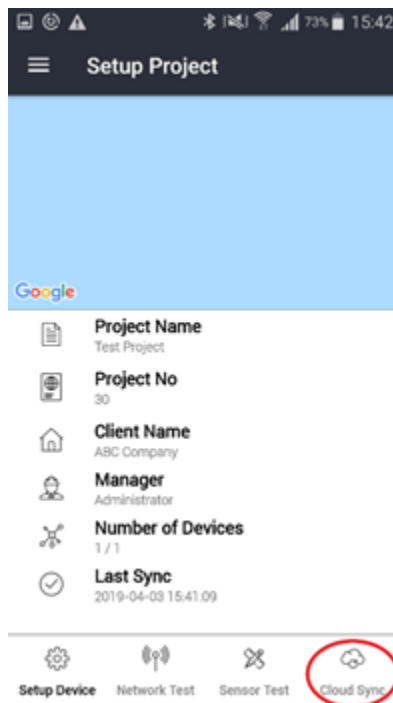 73% 15:42
Setup Project
Google
Project Name
Test Project
Project No
30
Client Name
ABC Company
Manager
Administrator
Number of Devices
1 / 1
Last Sync
2019-04-03 15:41:09
Setup Device Network Test Sensor Test Cloud Sync